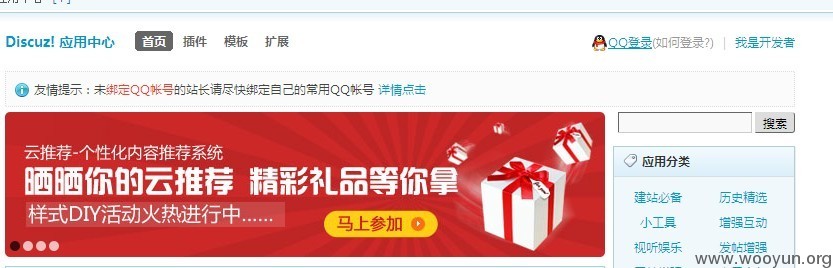 Discuz! 应用中心 首页 插件 模板 扩展 QQ登录(如何登录?) | 我是开发者
友情提示：未绑定QQ帐号的站长请尽快绑定自己的常用QQ帐号 详情点击
搜索
云推荐-个性化内容推荐系统
晒晒你的云推荐 精彩礼品等你拿
样式DIY活动火热进行中......
马上参加
应用分类
建站必备 历史精选
小工具 增强互动
视听娱乐 发帖增强
www.wooyun.org